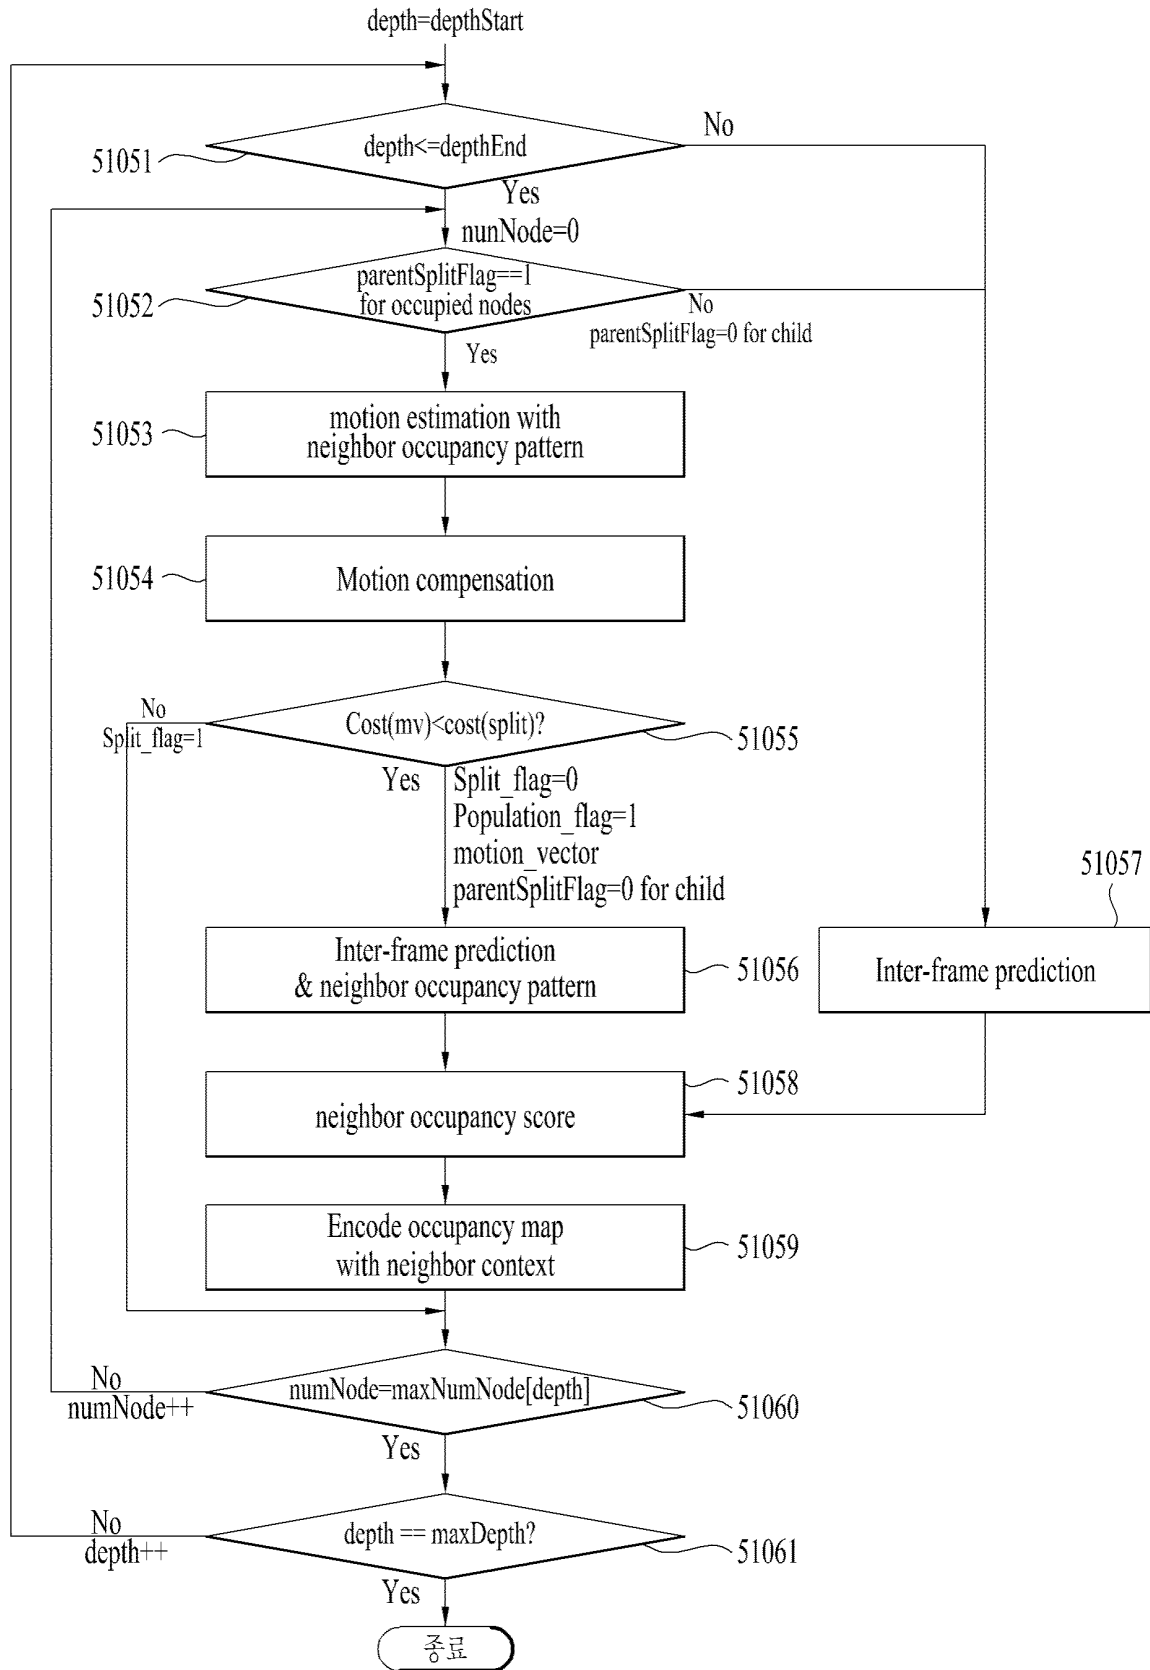 depth=depthStart
No
depth<=depthEnd
51051
Yes
nunNode=0
parentSplitFlag==1
for occupied nodes
51052
No
parentSplitFlag=0 for child
Yes
motion estimation with
neighbor occupancy pattern
51053
Motion compensation
51054
No
Split_flag=1
Cost(mv)<cost(split)?
51055
Yes
Split_flag=0
Population_flag=1
motion_vector
parentSplitFlag=0 for child
51057
Inter-frame prediction
& neighbor occupancy pattern
51056
Inter-frame prediction
51058
neighbor occupancy score
Encode occupancy map
with neighbor context
51059
numNode=maxNumNode[depth]
No
numNode++
51060
Yes
depth == maxDepth?
No
depth++
51061
Yes
종료